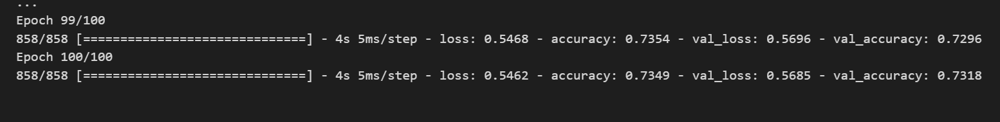 ...
Epoch 99/100
858/858 [==============================] - 4s 5ms/step - loss: 0.5468 - accuracy: 0.7354 - val_loss: 0.5696 - val_accuracy: 0.7296
Epoch 100/100
858/858 [==============================] - 4s 5ms/step - loss: 0.5462 - accuracy: 0.7349 - val_loss: 0.5685 - val_accuracy: 0.7318